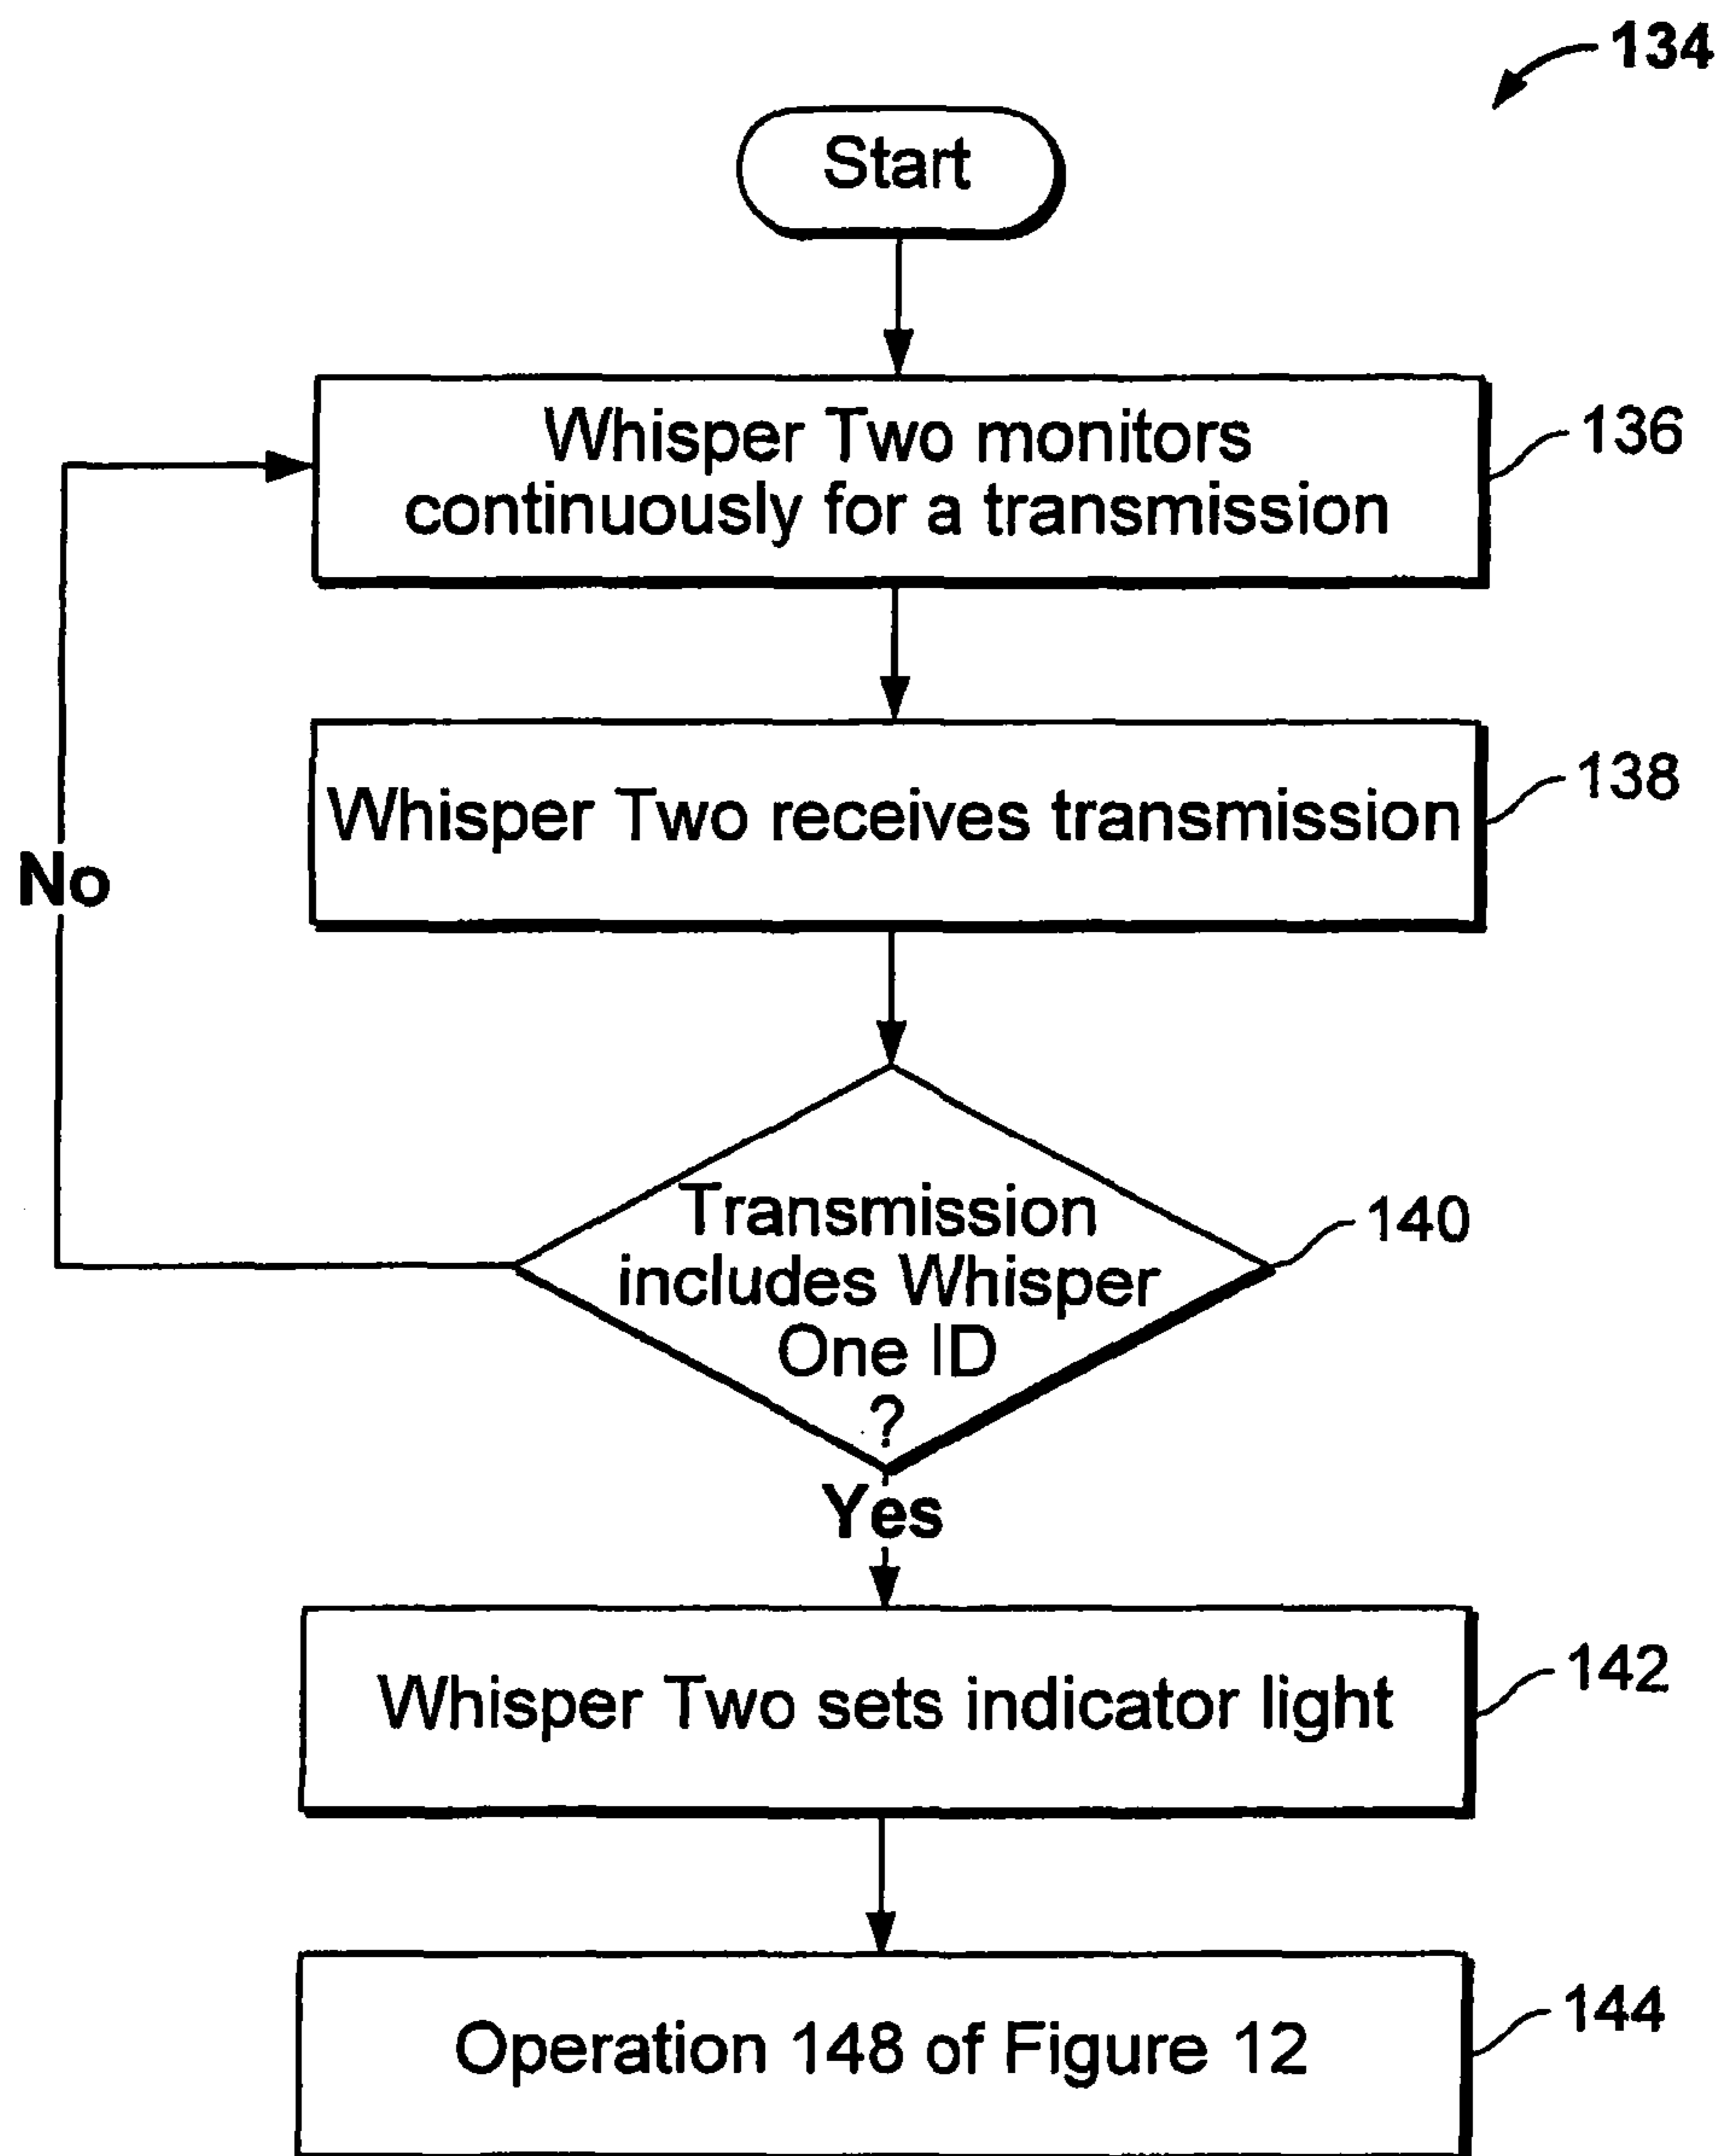 134
Start
Whisper Two monitors
continuously for a transmission
136
Whisper Two receives transmission
138
No
Transmission
includes Whisper
One ID
?
140
Yes
Whisper Two sets indicator light
142
Operation 148 of Figure 12
144